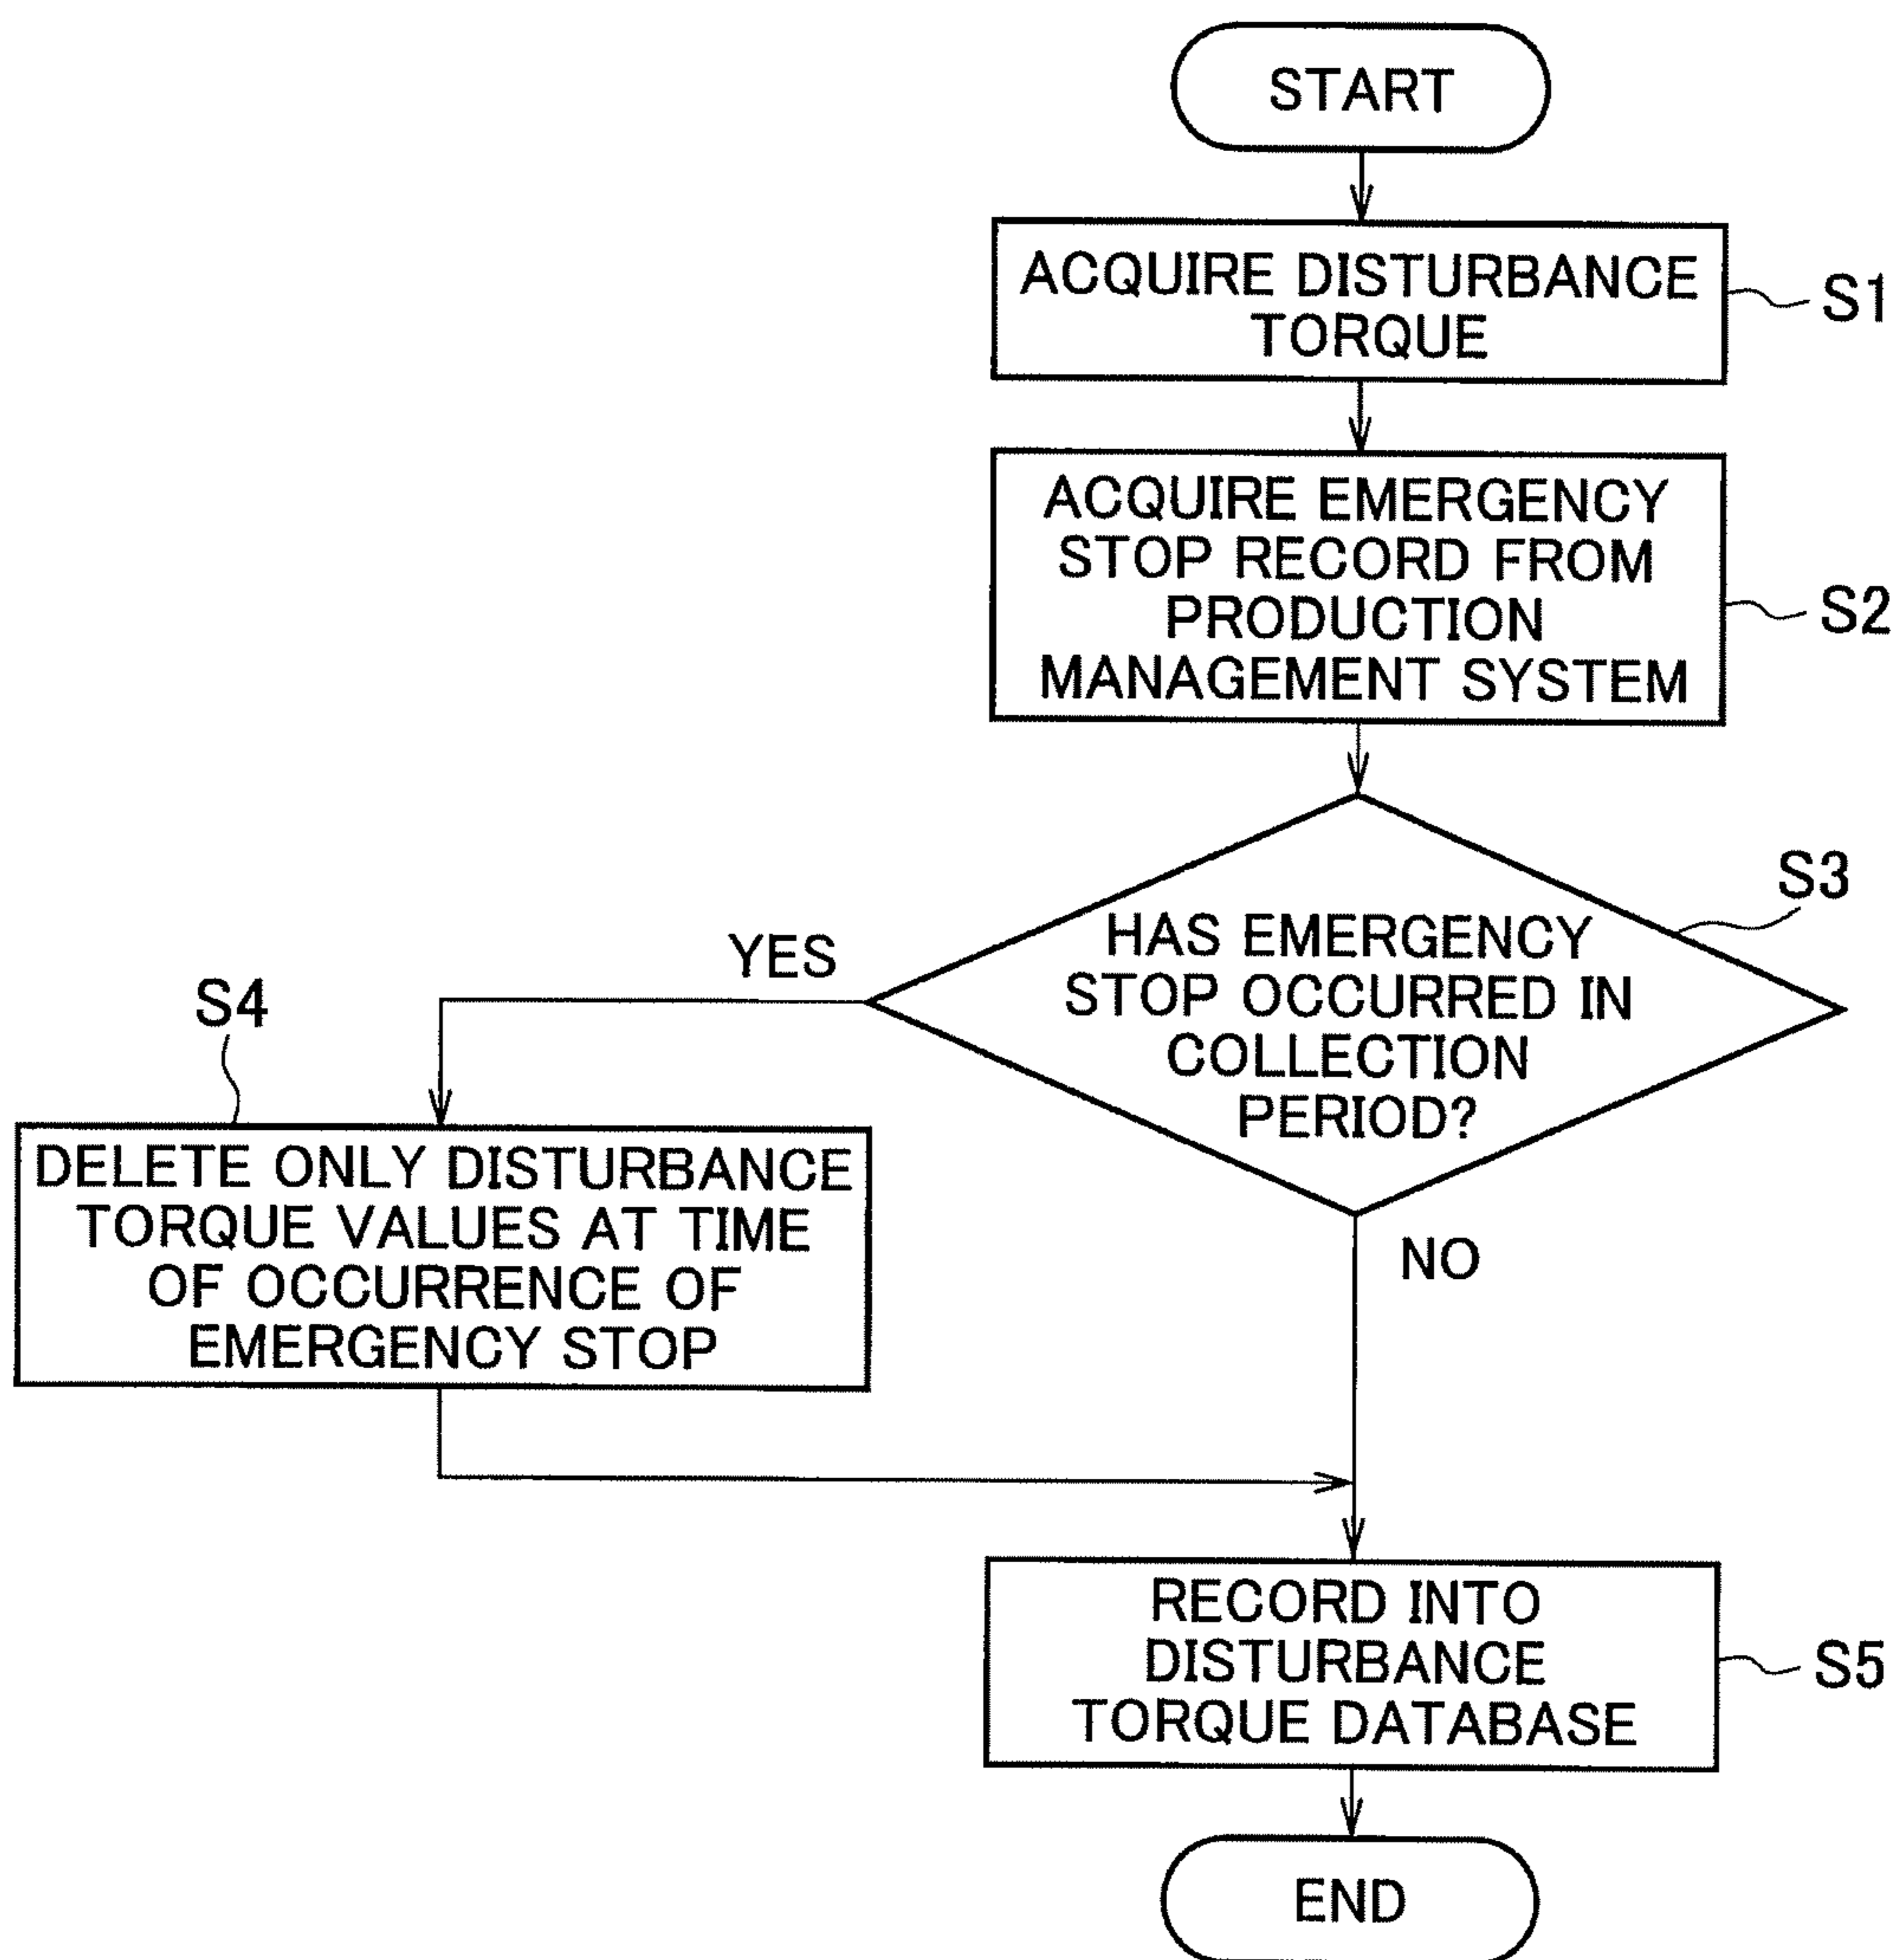 START
ACQUIRE DISTURBANCE
TORQUE
S1
ACQUIRE EMERGENCY
STOP RECORD FROM
PRODUCTION
MANAGEMENT SYSTEM
S2
HAS EMERGENCY
STOP OCCURRED IN
COLLECTION
PERIOD?
S3
YES
NO
S4
DELETE ONLY DISTURBANCE
TORQUE VALUES AT TIME
OF OCCURRENCE OF
EMERGENCY STOP
RECORD INTO
DISTURBANCE
TORQUE DATABASE
S5
END